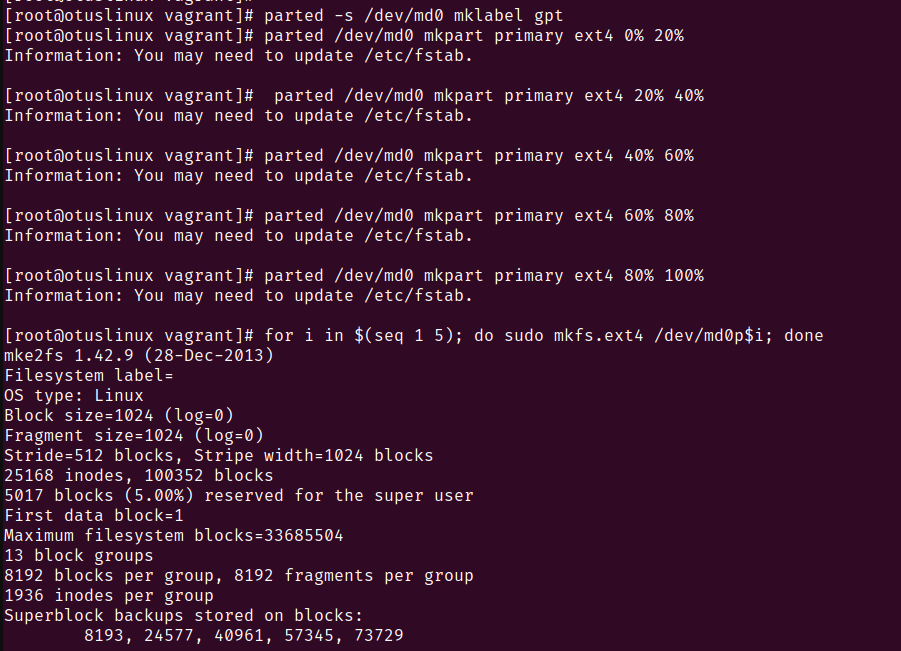 [root@otuslinux vagrant]# parted -s /dev/md0 mklabel gpt
[root@otuslinux vagrant]# parted /dev/md0 mkpart primary ext4 0% 20%
Information: You may need to update /etc/fstab.

[root@otuslinux vagrant]#  parted /dev/md0 mkpart primary ext4 20% 40%
Information: You may need to update /etc/fstab.

[root@otuslinux vagrant]# parted /dev/md0 mkpart primary ext4 40% 60%
Information: You may need to update /etc/fstab.

[root@otuslinux vagrant]# parted /dev/md0 mkpart primary ext4 60% 80%
Information: You may need to update /etc/fstab.

[root@otuslinux vagrant]# parted /dev/md0 mkpart primary ext4 80% 100%
Information: You may need to update /etc/fstab.

[root@otuslinux vagrant]# for i in $(seq 1 5); do sudo mkfs.ext4 /dev/md0p$i; done
mke2fs 1.42.9 (28-Dec-2013)
Filesystem label=
OS type: Linux
Block size=1024 (log=0)
Fragment size=1024 (log=0)
Stride=512 blocks, Stripe width=1024 blocks
25168 inodes, 100352 blocks
5017 blocks (5.00%) reserved for the super user
First data block=1
Maximum filesystem blocks=33685504
13 block groups
8192 blocks per group, 8192 fragments per group
1936 inodes per group
Superblock backups stored on blocks:
        8193, 24577, 40961, 57345, 73729